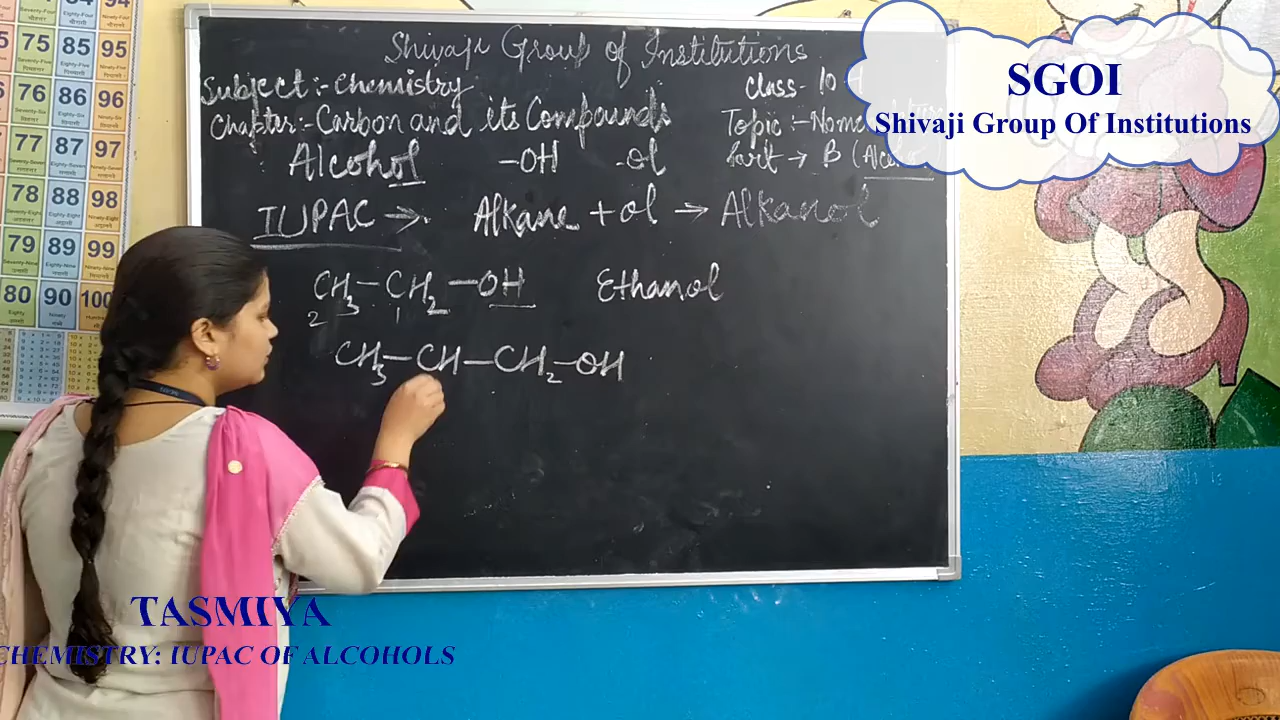 Shivaji Group of Institutions
Subject:-Chemistry
Class- 10
Chapter:-Carbon and its Compounds
Topic:-Nome
Part → B (Alcoho
Alcohol -OH -ol
IUPAC → Alkane + ol → Alkanol
CH3-CH2-OH Ethanol
2 1
CH3-CH-CH2-OH
SGOI
Shivaji Group Of Institutions
TASMIYA
CHEMISTRY: IUPAC OF ALCOHOLS
94
75 85 95
76 86 96
77 87 97
78 88 98
79 89 99
80 90 100